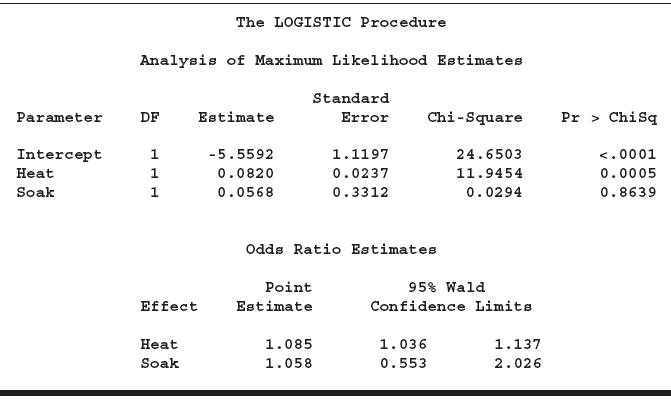 The LOGISTIC Procedure
Analysis of Maximum Likelihood Estimates
Standard
Parameter DF Estimate Error Chi-Square Pr > ChiSq
Intercept 1 -5.5592 1.1197 24.6503 <.0001
Heat 1 0.0820 0.0237 11.9454 0.0005
Soak 1 0.0568 0.3312 0.0294 0.8639
Odds Ratio Estimates
Point 95% Wald
Effect Estimate Confidence Limits
Heat 1.085 1.036 1.137
Soak 1.058 0.553 2.026